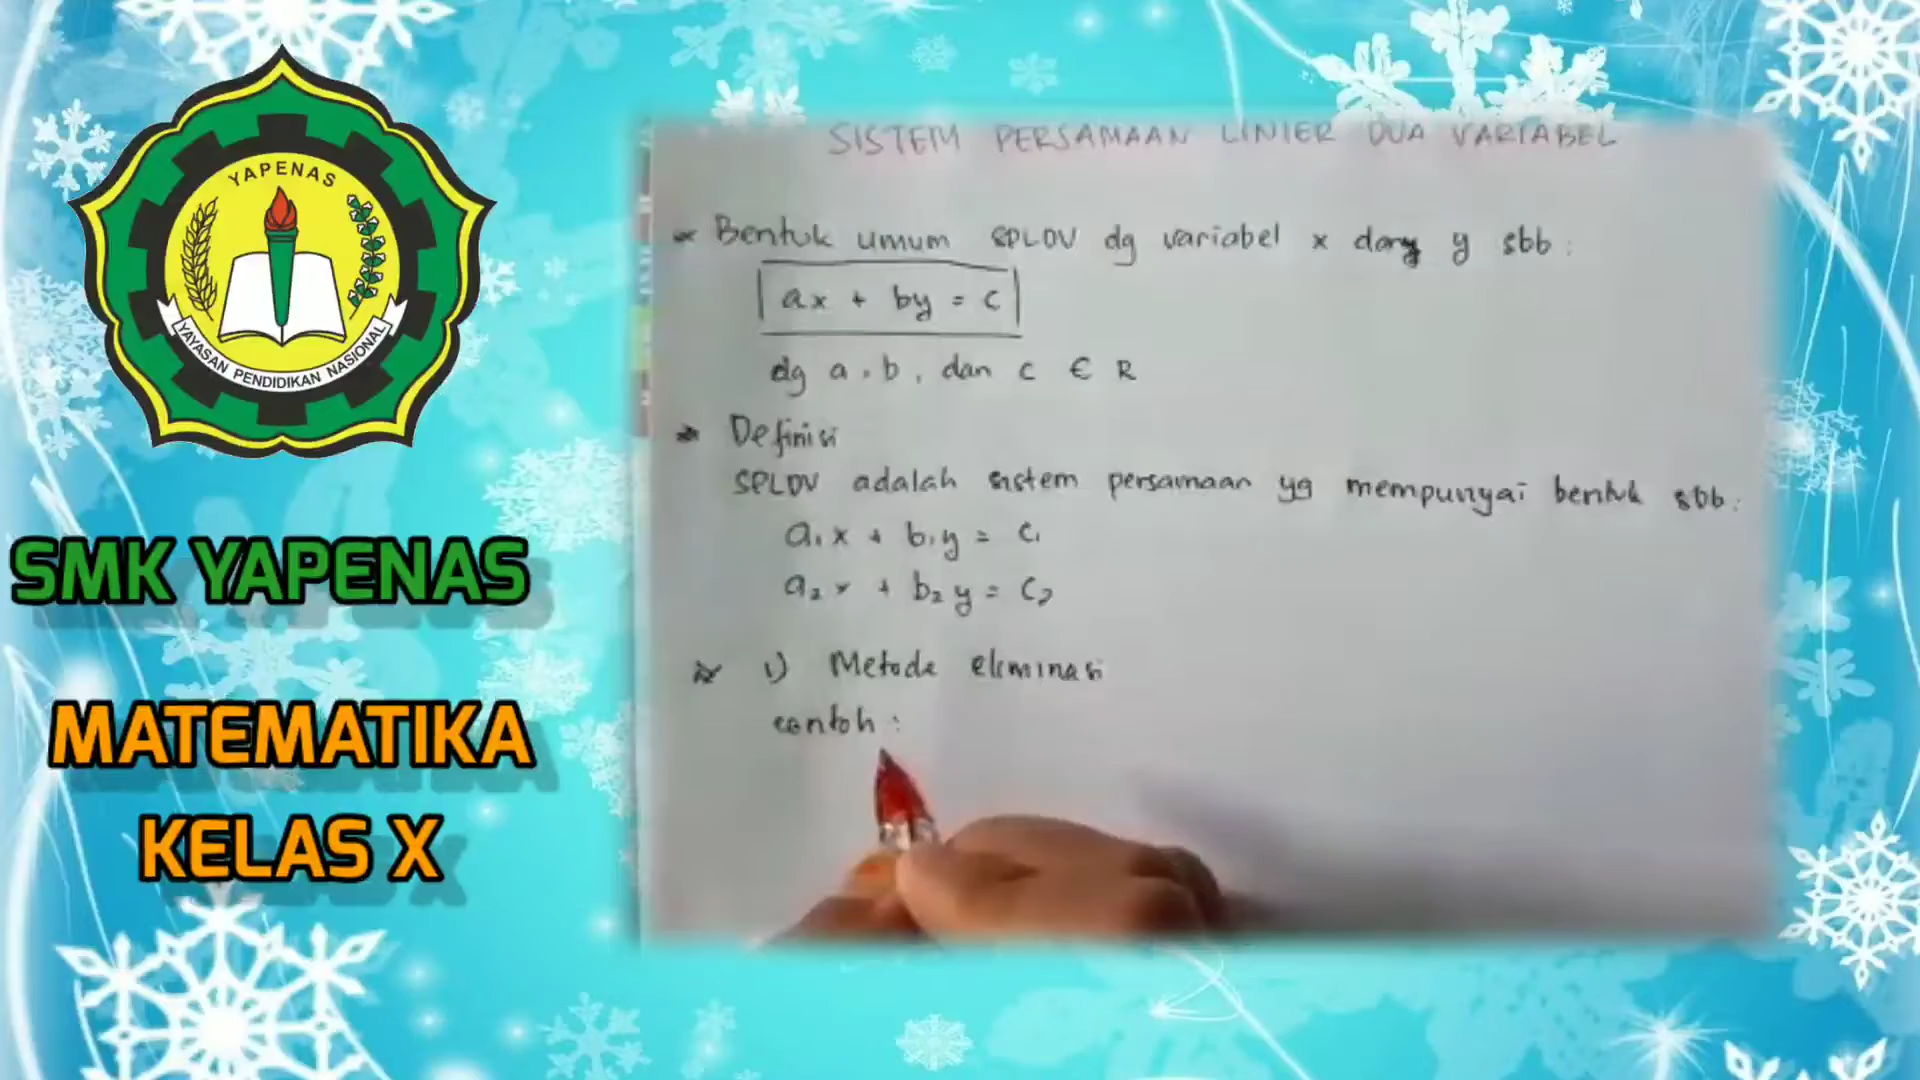 YAPENAS
YAYASAN PENDIDIKAN NASIONAL
SMK YAPENAS
MATEMATIKA
KELAS X
SISTEM PERSAMAAN LINIER DUA VARIABEL
* Bentuk umum SPLDV dg variabel x dan y sbb :
ax + by = c
dg a, b, dan c € R
* Definisi
SPLDV adalah sistem persamaan yg mempunyai bentuk sbb :
a₁x + b₁y = c₁
a₂x + b₂y = c₂
* 1) Metode eliminasi
contoh :